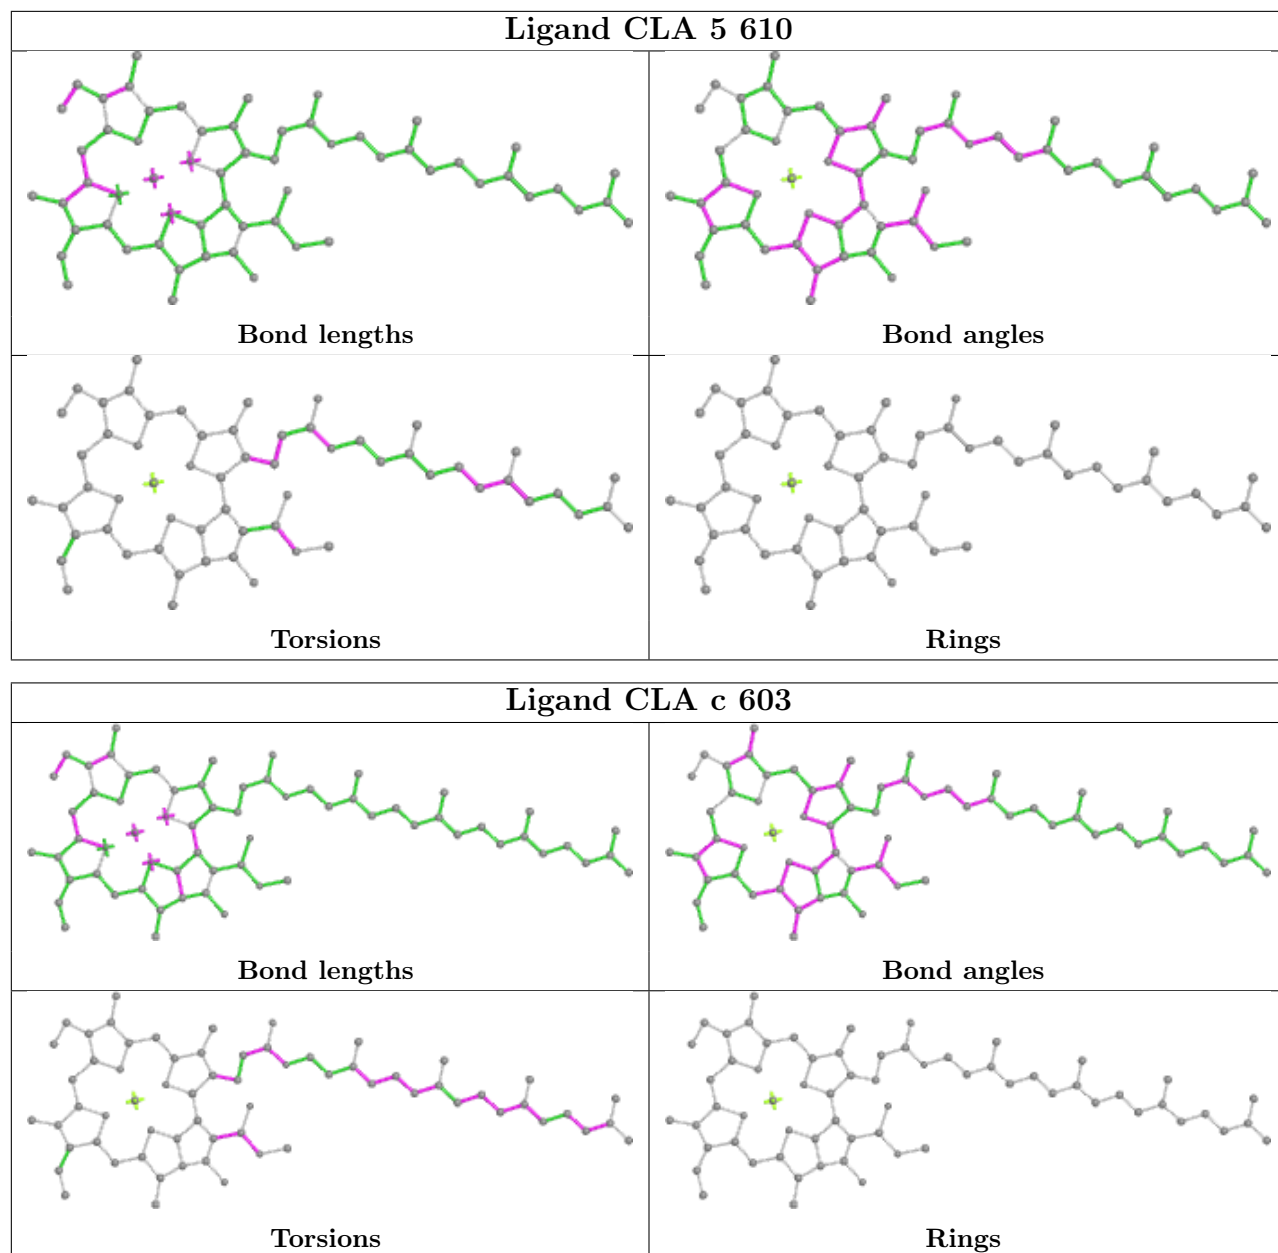 Ligand CLA 5 610
Bond lengths
Bond angles
Torsions
Rings
Ligand CLA c 603
Bond lengths
Bond angles
Torsions
Rings